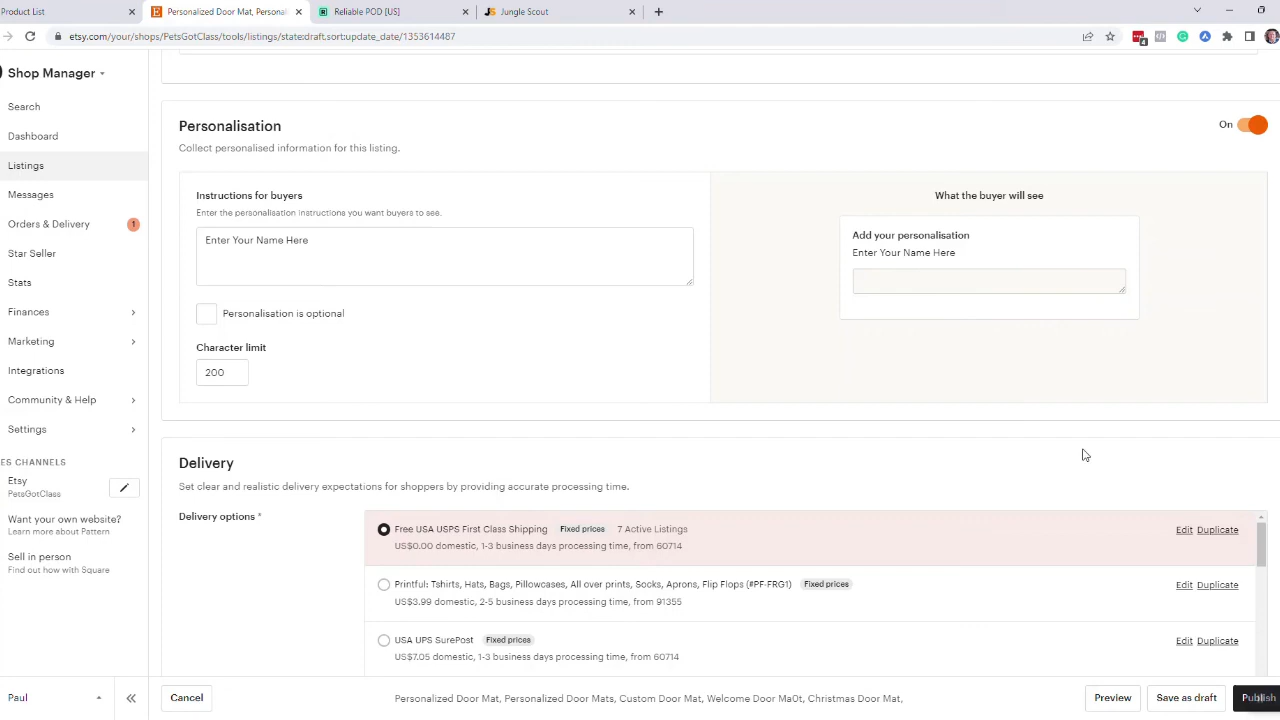 Product List
Personalized Door Mat, Personal
Reliable POD [US]
Jungle Scout
etsy.com/your/shops/PetsGotClass/tools/listings/state:draft.sort:update_date/1353614487
4
Shop Manager
Search
Dashboard
Listings
Messages
Orders & Delivery
1
Star Seller
Stats
Finances
Marketing
Integrations
Community & Help
Settings
ES CHANNELS
Etsy
PetsGotClass
Want your own website?
Learn more about Pattern
Sell in person
Find out how with Square
Paul
Personalisation
On
Collect personalised information for this listing.
Instructions for buyers
Enter the personalisation instructions you want buyers to see.
Enter Your Name Here
Personalisation is optional
Character limit
200
What the buyer will see
Add your personalisation
Enter Your Name Here
Delivery
Set clear and realistic delivery expectations for shoppers by providing accurate processing time.
Delivery options *
Free USA USPS First Class Shipping Fixed prices 7 Active Listings
Edit Duplicate
US$0.00 domestic, 1-3 business days processing time, from 60714
Printful: Tshirts, Hats, Bags, Pillowcases, All over prints, Socks, Aprons, Flip Flops (#PF-FRG1) Fixed prices
Edit Duplicate
US$3.99 domestic, 2-5 business days processing time, from 91355
USA UPS SurePost Fixed prices
Edit Duplicate
US$7.05 domestic, 1-3 business days processing time, from 60714
Cancel
Personalized Door Mat, Personalized Door Mats, Custom Door Mat, Welcome Door Ma0t, Christmas Door Mat,
Preview
Save as draft
Publish